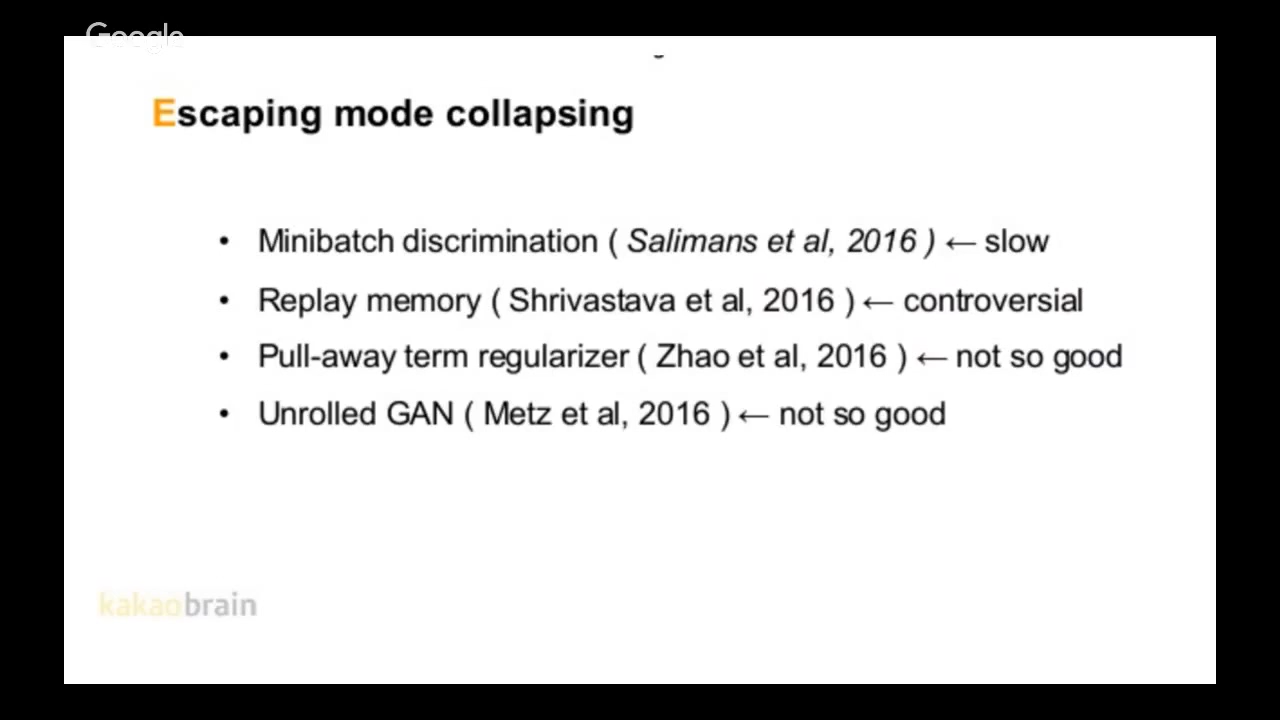 Google
Escaping mode collapsing
• Minibatch discrimination ( Salimans et al, 2016 ) ← slow
• Replay memory ( Shrivastava et al, 2016 ) ← controversial
• Pull-away term regularizer ( Zhao et al, 2016 ) ← not so good
• Unrolled GAN ( Metz et al, 2016 ) ← not so good
kakaobrain